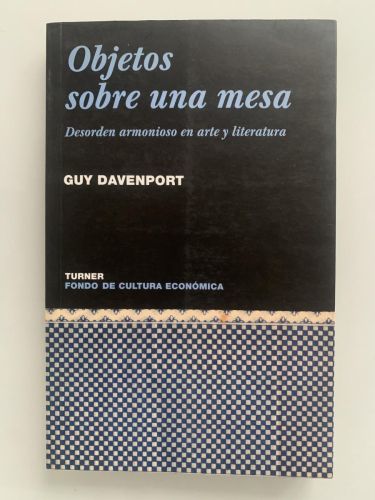 Objetos
sobre una mesa
Desorden armonioso en arte y literatura
GUY DAVENPORT
TURNER
FONDO DE CULTURA ECONÓMICA